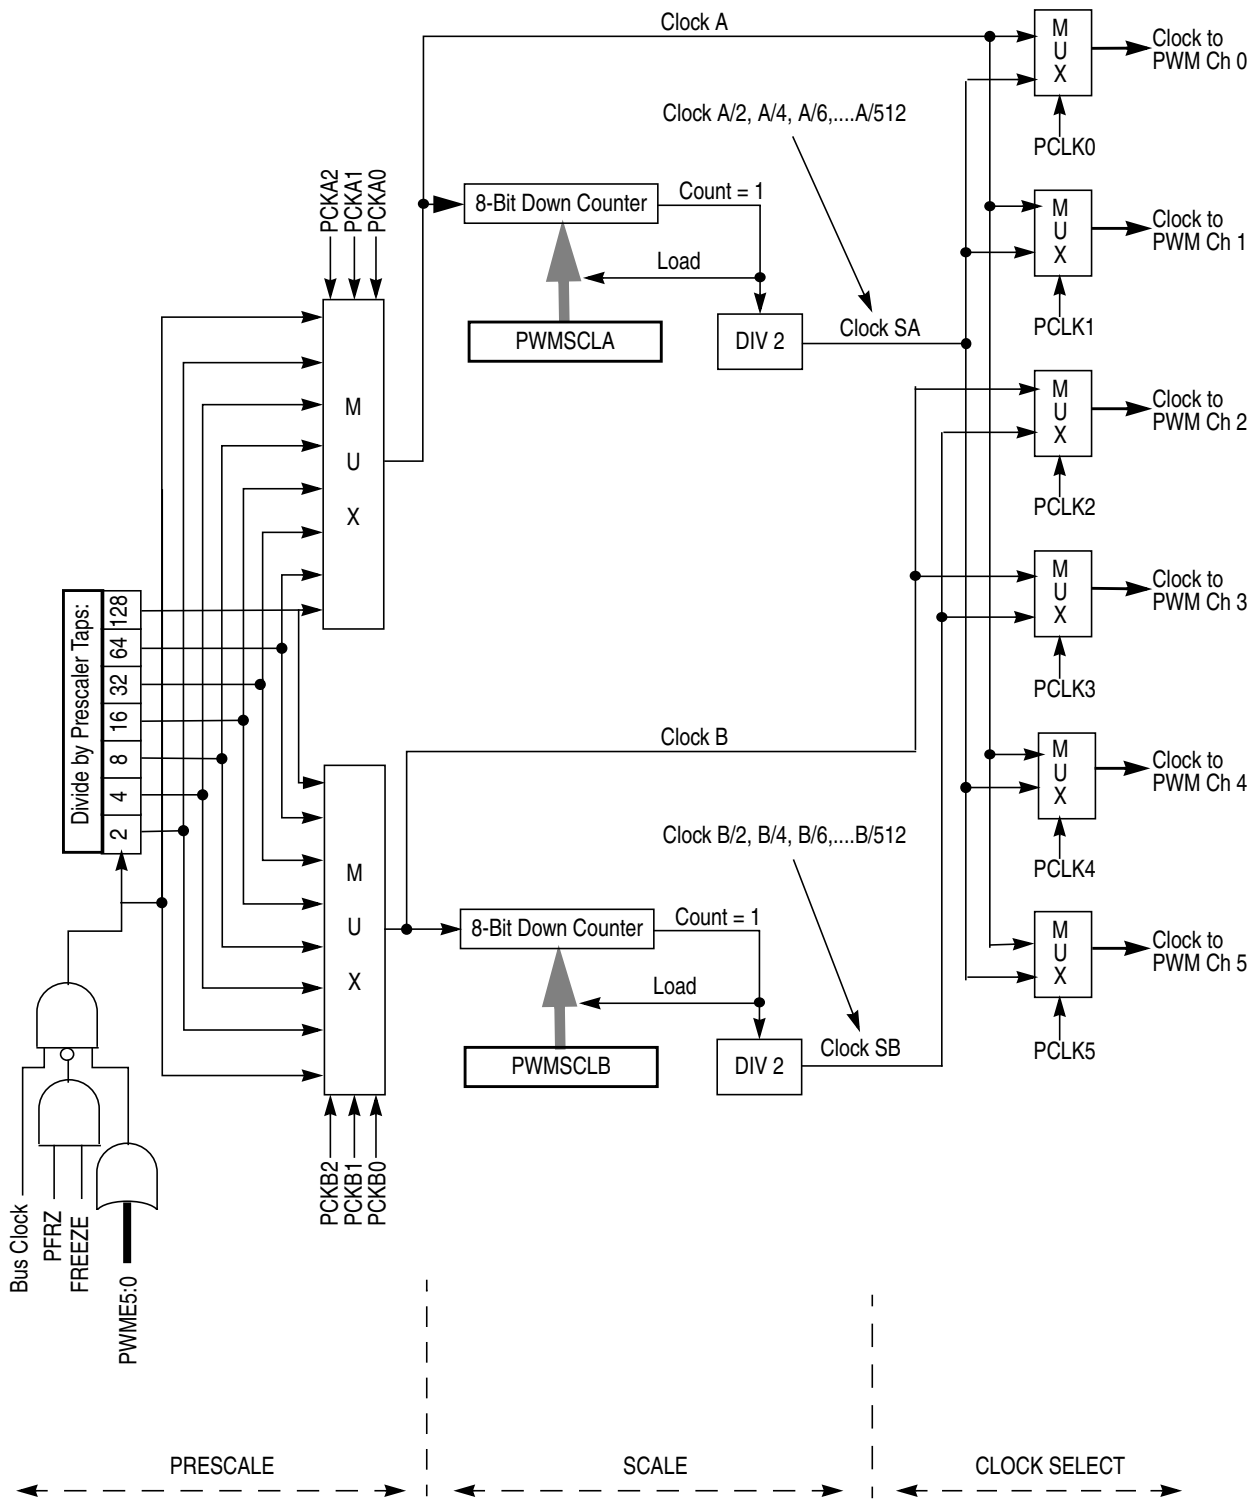 Clock A
M
U
X
Clock to
PWM Ch 0
PCLK0
Clock A/2, A/4, A/6,....A/512
PCKA2
PCKA1
PCKA0
8-Bit Down Counter
Count = 1
Load
PWMSCLA
DIV 2
Clock SA
M
U
X
Clock to
PWM Ch 1
PCLK1
M
U
X
M
U
X
Clock to
PWM Ch 2
PCLK2
M
U
X
Clock to
PWM Ch 3
PCLK3
Divide by Prescaler Taps:
128
64
32
16
8
4
2
Clock B
M
U
X
Clock to
PWM Ch 4
PCLK4
Clock B/2, B/4, B/6,....B/512
M
U
X
8-Bit Down Counter
Count = 1
Load
PWMSCLB
DIV 2
Clock SB
M
U
X
Clock to
PWM Ch 5
PCLK5
PCKB2
PCKB1
PCKB0
Bus Clock
PFRZ
FREEZE
PWME5:0
PRESCALE
SCALE
CLOCK SELECT